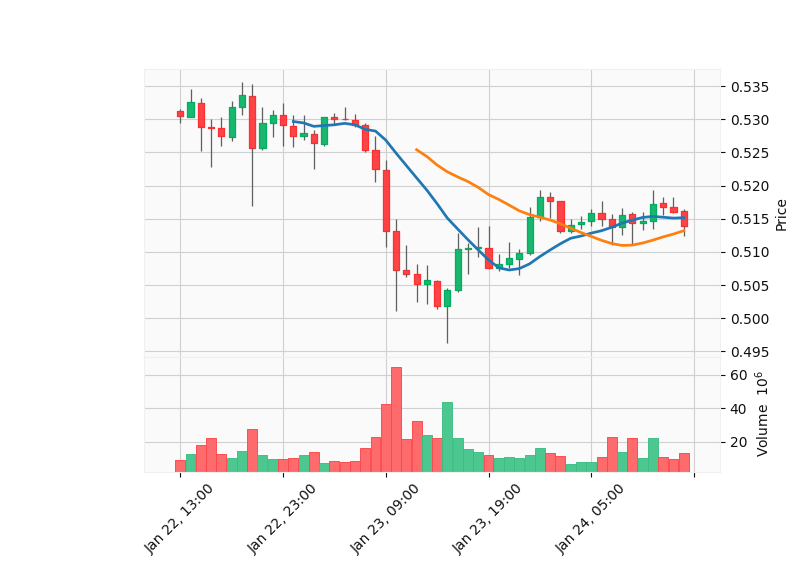 0.535
0.530
0.525
0.520
0.515
0.510
0.505
0.500
0.495
Price
60
40
20
Volume 10⁶
Jan 22, 13:00
Jan 22, 23:00
Jan 23, 09:00
Jan 23, 19:00
Jan 24, 05:00